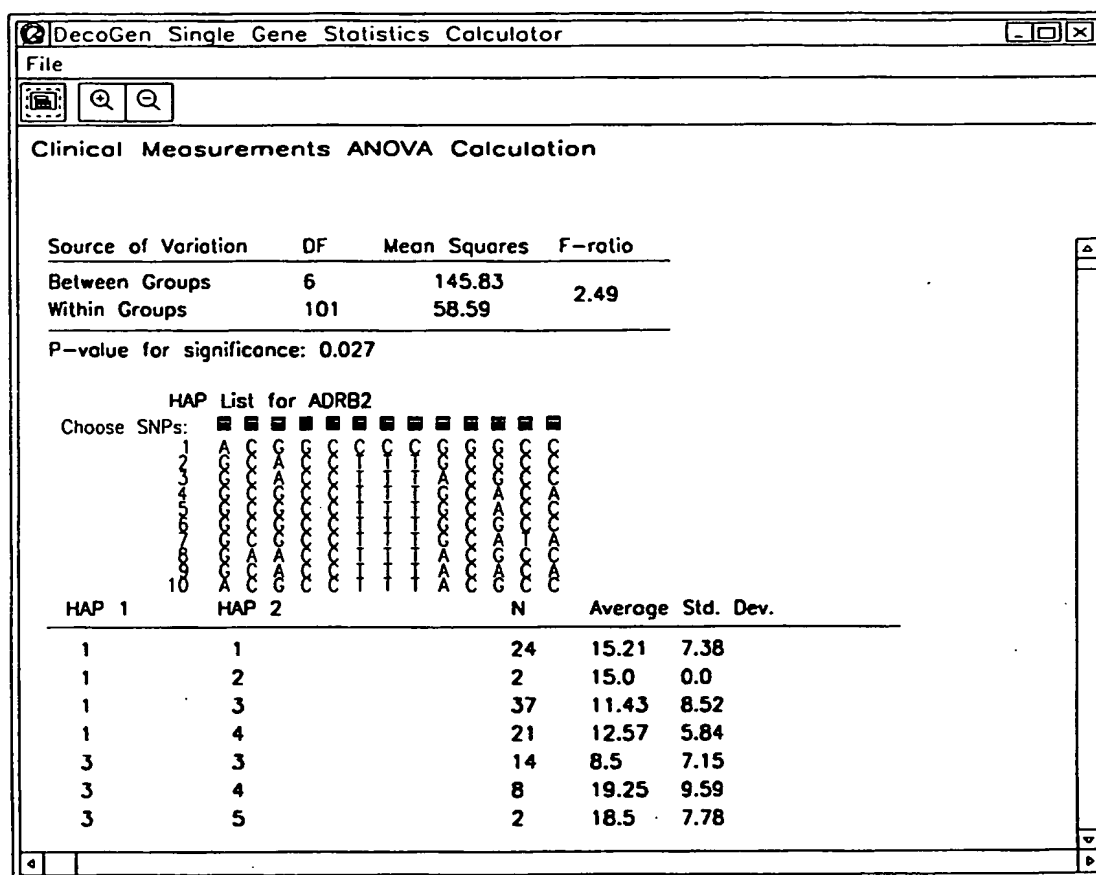 DecoGen Single Gene Statistics Calculator
File
Clinical Measurements ANOVA Calculation
Source of Variation DF Mean Squares F-ratio
Between Groups 6 145.83
2.49
Within Groups 101 58.59
P-value for significance: 0.027
HAP List for ADRB2
Choose SNPs:
1 A C G G C C C C G G G C C
2 G C A C C T T T G C G C C
3 G C A C C T T T A C G C C
4 G C G C C T T T G C A C A
5 G C G C C T T T G C A C C
6 G C G C C T T T G C G C C
7 G C G C C T T T G C A T A
8 G A A C C T T T A C G C C
9 G C A C C T T T A C A C A
10 A C G C C T T T A C G C C
HAP 1 HAP 2 N Average Std. Dev.
1 1 24 15.21 7.38
1 2 2 15.0 0.0
1 3 37 11.43 8.52
1 4 21 12.57 5.84
3 3 14 8.5 7.15
3 4 8 19.25 9.59
3 5 2 18.5 7.78